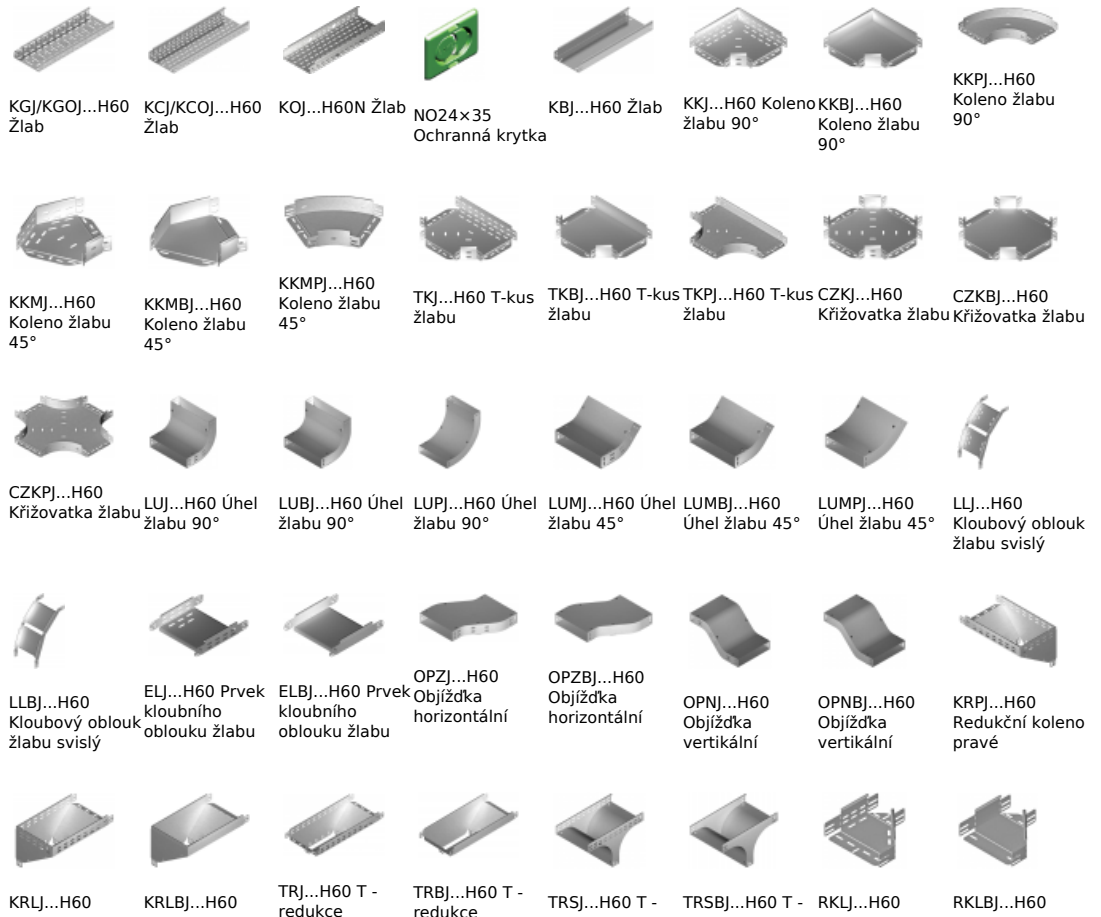 KGJ/KGOJ...H60
Žlab
KCJ/KCOJ...H60
Žlab
KOJ...H60N Žlab
NO24×35
Ochranná krytka
KBJ...H60 Žlab
KKJ...H60 Koleno
žlabu 90°
KKBJ...H60
Koleno žlabu
90°
KKPJ...H60
Koleno žlabu
90°
KKMJ...H60
Koleno žlabu
45°
KKMBJ...H60
Koleno žlabu
45°
KKMPJ...H60
Koleno žlabu
45°
TKJ...H60 T-kus
žlabu
TKBJ...H60 T-kus
žlabu
TKPJ...H60 T-kus
žlabu
CZKJ...H60
Křižovatka žlabu
CZKBJ...H60
Křižovatka žlabu
CZKPJ...H60
Křižovatka žlabu
LUJ...H60 Úhel
žlabu 90°
LUBJ...H60 Úhel
žlabu 90°
LUPJ...H60 Úhel
žlabu 90°
LUMJ...H60 Úhel
žlabu 45°
LUMBJ...H60
Úhel žlabu 45°
LUMPJ...H60
Úhel žlabu 45°
LLJ...H60
Kloubový oblouk
žlabu svislý
LLBJ...H60
Kloubový oblouk
žlabu svislý
ELJ...H60 Prvek
kloubního
oblouku žlabu
ELBJ...H60 Prvek
kloubního
oblouku žlabu
OPZJ...H60
Objížďka
horizontální
OPZBJ...H60
Objížďka
horizontální
OPNJ...H60
Objížďka
vertikální
OPNBJ...H60
Objížďka
vertikální
KRPJ...H60
Redukční koleno
pravé
KRLJ...H60
KRLBJ...H60
TRJ...H60 T -
redukce
TRBJ...H60 T -
redukce
TRSJ...H60 T -
TRSBJ...H60 T -
RKLJ...H60
RKLBJ...H60